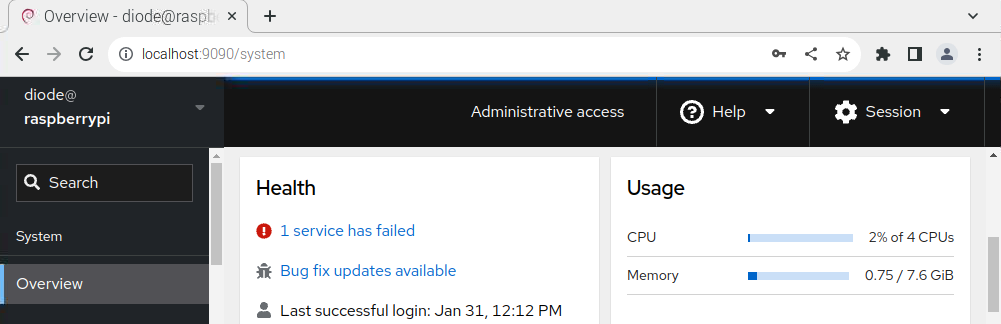 Overview - diode@raspb
localhost:9090/system
diode@
raspberrypi
Administrative access
Help
Session
Search
System
Overview
Health
1 service has failed
Bug fix updates available
Last successful login: Jan 31, 12:12 PM
Usage
CPU 2% of 4 CPUs
Memory 0.75 / 7.6 GiB